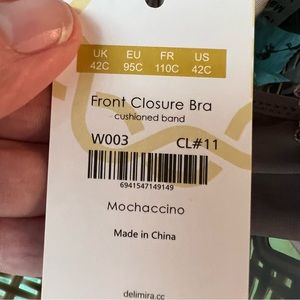 UK EU FR US
42C 95C 110C 42C
Front Closure Bra
cushioned band
W003 CL#11
6941547149149
Mochaccino
Made in China
delimira.cc